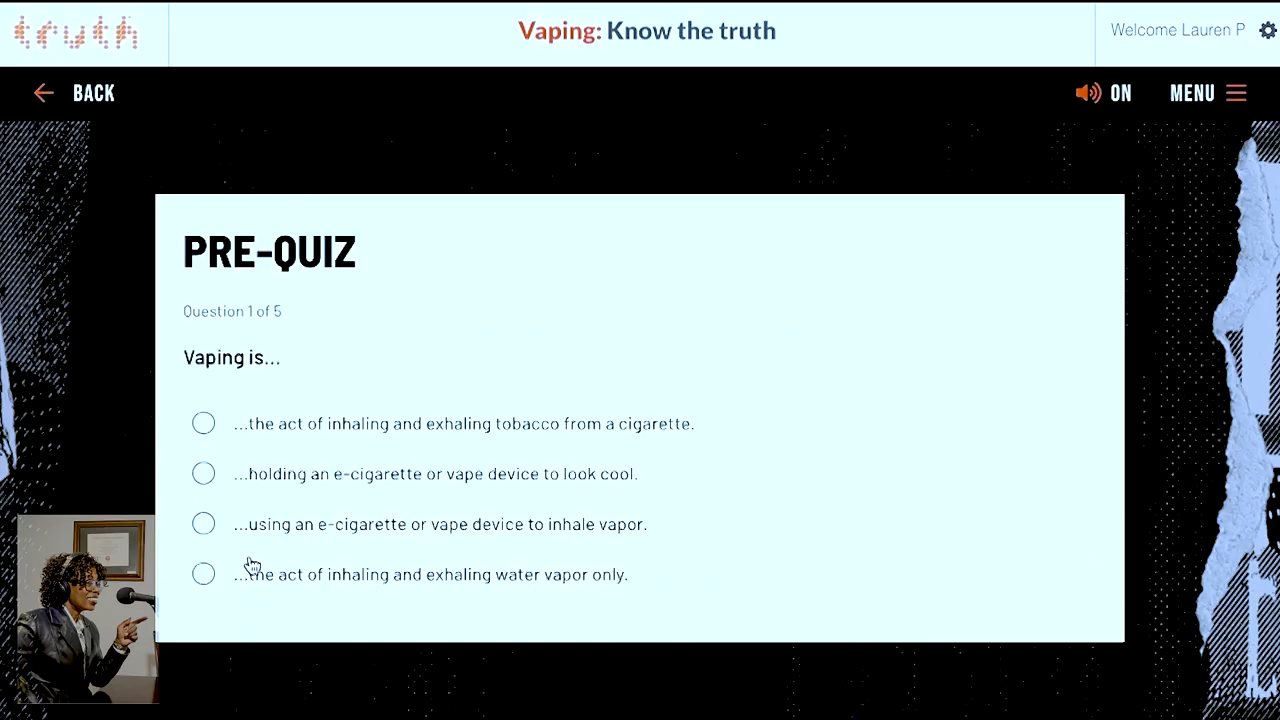 truth
Vaping: Know the truth
Welcome Lauren P
BACK
ON
MENU
PRE-QUIZ
Question 1 of 5
Vaping is...
...the act of inhaling and exhaling tobacco from a cigarette.
...holding an e-cigarette or vape device to look cool.
...using an e-cigarette or vape device to inhale vapor.
...the act of inhaling and exhaling water vapor only.